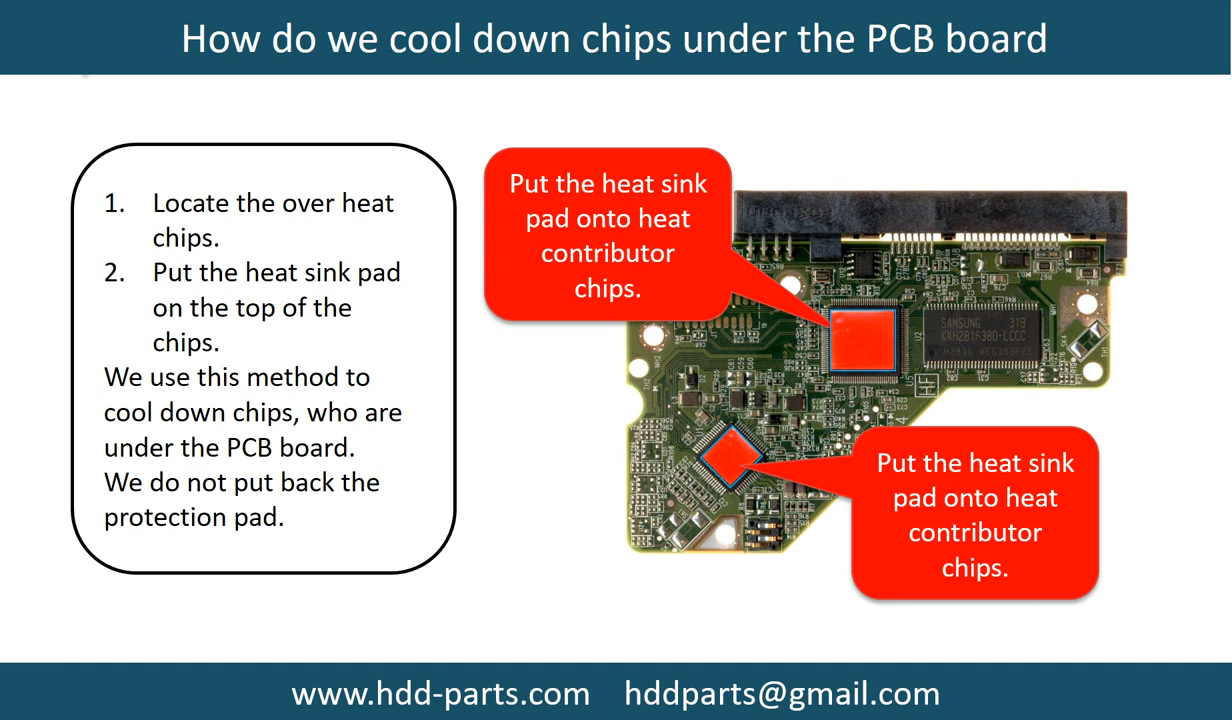 How do we cool down chips under the PCB board
1. Locate the over heat
chips.
2. Put the heat sink pad
on the top of the
chips.
We use this method to
cool down chips, who are
under the PCB board.
We do not put back the
protection pad.
Put the heat sink
pad onto heat
contributor
chips.
SAMSUNG 319
U2
HF
Put the heat sink
pad onto heat
contributor
chips.
www.hdd-parts.com hddparts@gmail.com